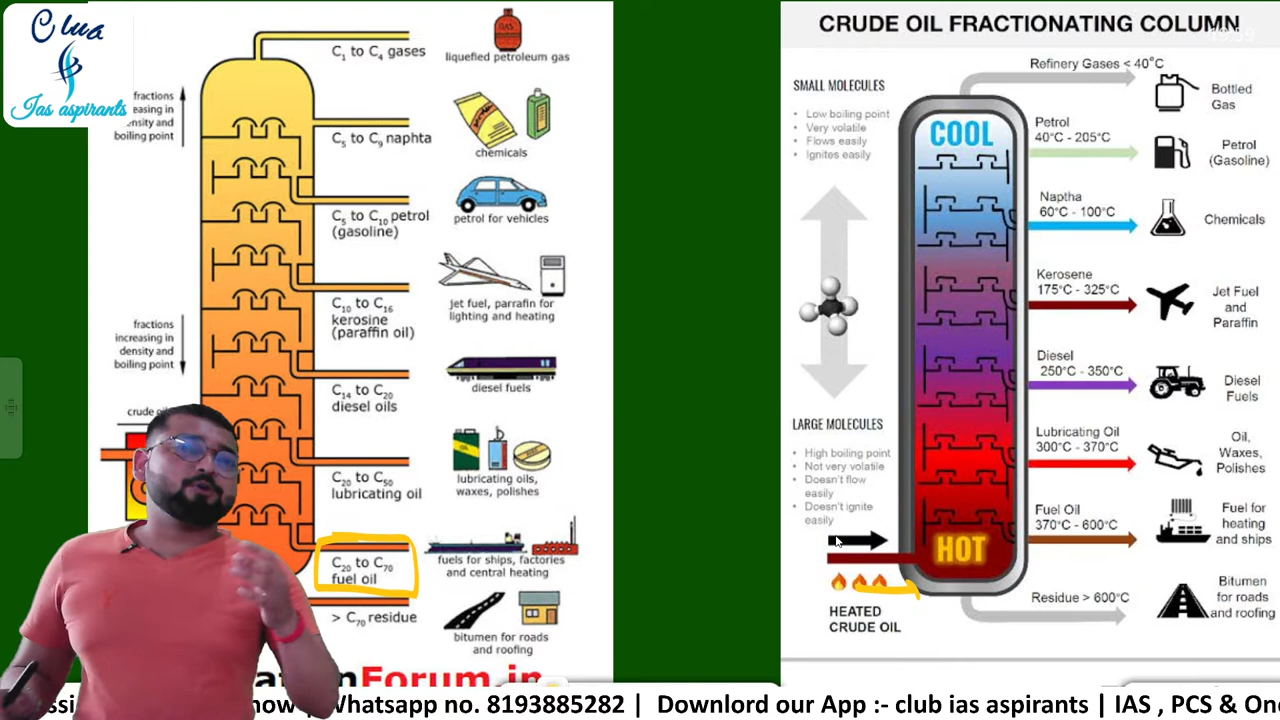 Clua
Ias aspirants
fractions
easing in
nsity and
boiling point
C₁ to C₄ gases
GAS
liquefied petroleum gas
C₅ to C₉ naphta
chemicals
C₅ to C₁₀ petrol
(gasoline)
petrol for vehicles
C₁₀ to C₁₆
kerosine
(paraffin oil)
jet fuel, parrafin for
lighting and heating
fractions
increasing in
density and
boiling point
C₁₄ to C₂₀
diesel oils
diesel fuels
crude oil
C₂₀ to C₅₀
lubricating oil
OIL
lubricating oils,
waxes, polishes
C₂₀ to C₇₀
fuel oil
fuels for ships, factories
and central heating
> C₇₀ residue
bitumen for roads
and roofing
Forum.in
CRUDE OIL FRACTIONATING COLUMN
SMALL MOLECULES
• Low boiling point
• Very volatile
• Flows easily
• Ignites easily
LARGE MOLECULES
• High boiling point
• Not very volatile
• Doesn't flow
easily
• Doesn't ignite
easily
HEATED
CRUDE OIL
COOL
HOT
Refinery Gases < 40°C
Bottled
Gas
Petrol
40°C - 205°C
Petrol
(Gasoline)
Naptha
60°C - 100°C
Chemicals
Kerosene
175°C - 325°C
Jet Fuel
and
Paraffin
Diesel
250°C - 350°C
Diesel
Fuels
Lubricating Oil
300°C - 370°C
Oil,
Waxes,
Polishes
Fuel Oil
370°C - 600°C
Fuel for
heating
and ships
Residue > 600°C
Bitumen
for roads
and roofing
now , Whatsapp no. 8193885282 | Downlord our App :- club ias aspirants | IAS , PCS & One